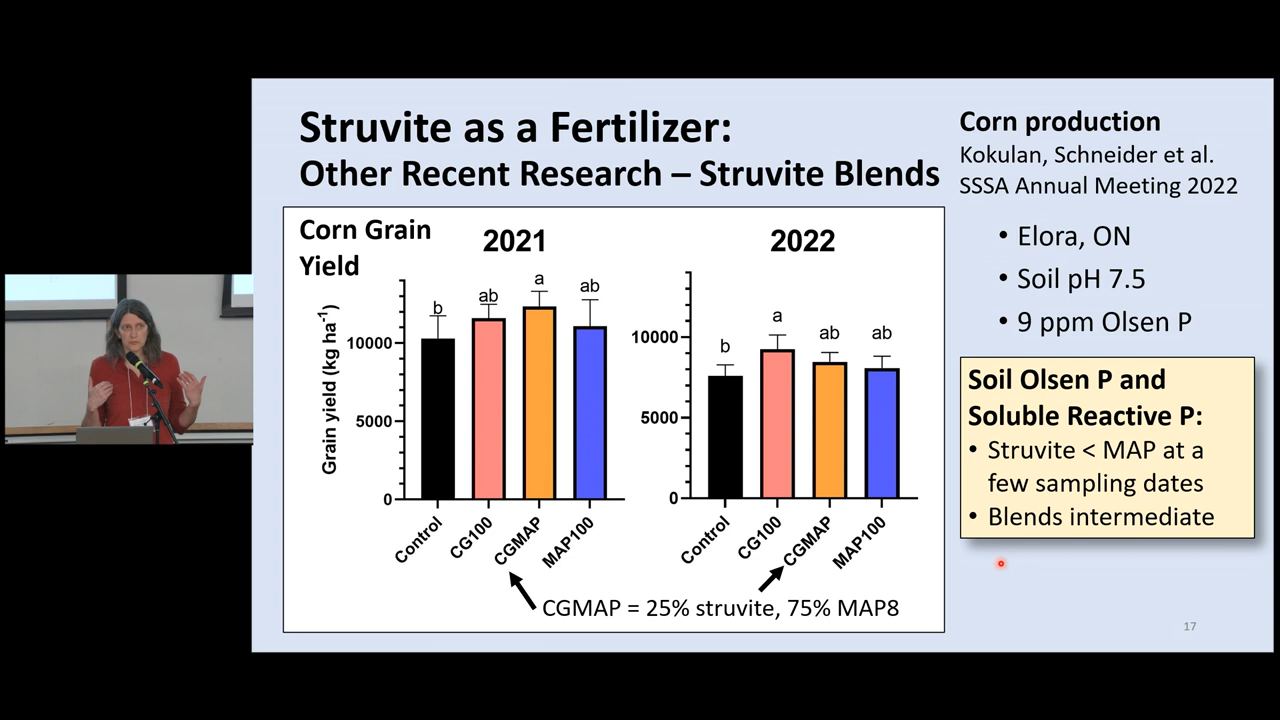 Struvite as a Fertilizer:
Other Recent Research – Struvite Blends
Corn Grain
Yield
2021
Grain yield (kg ha-1)
10000
5000
0
b
ab
a
ab
Control
CG100
CGMAP
MAP100
2022
10000
5000
0
b
a
ab
ab
Control
CG100
CGMAP
MAP100
CGMAP = 25% struvite, 75% MAP8
Corn production
Kokulan, Schneider et al.
SSSA Annual Meeting 2022
• Elora, ON
• Soil pH 7.5
• 9 ppm Olsen P
Soil Olsen P and
Soluble Reactive P:
• Struvite < MAP at a
few sampling dates
• Blends intermediate
17